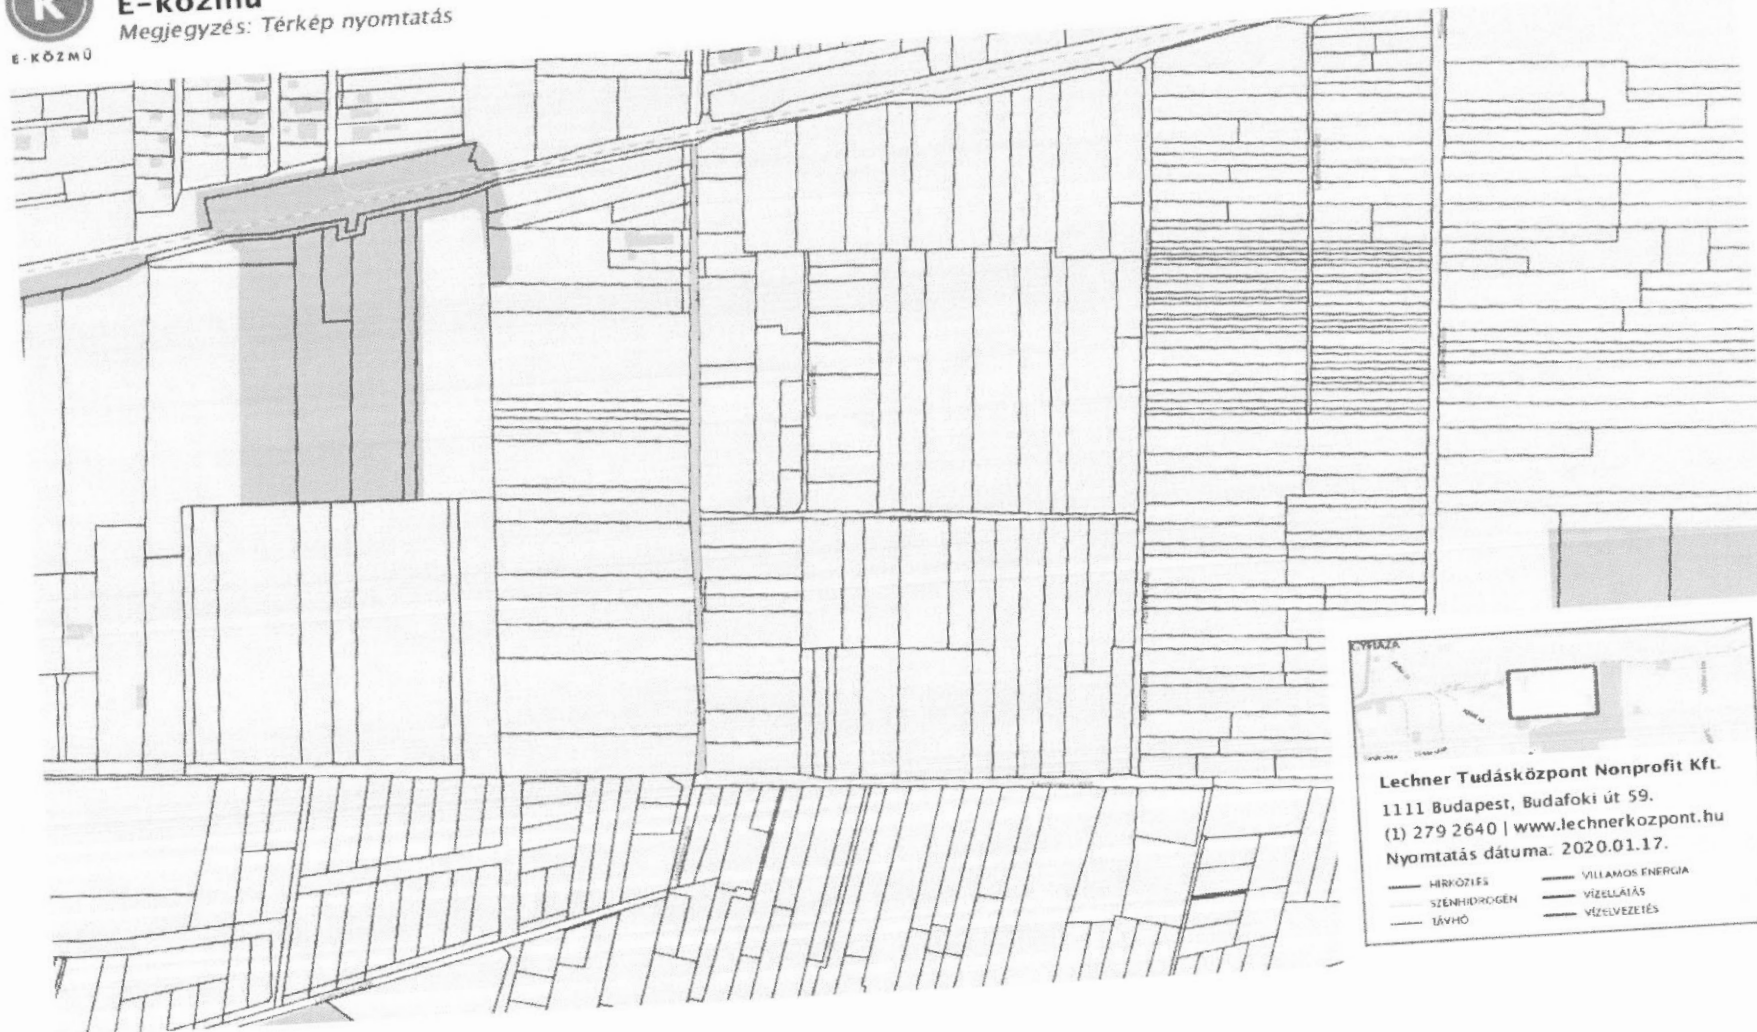 K
E-KÖZMŰ
E-közmű
Megjegyzés: Térkép nyomtatás
Lechner Tudásközpont Nonprofit Kft.
1111 Budapest, Budafoki út 59.
(1) 279 2640 | www.lechnerkozpont.hu
Nyomtatás dátuma: 2020.01.17.
HÍRKÖZLÉS
SZÉNHIDROGÉN
TÁVHŐ
VILLAMOS ENERGIA
VÍZELLÁTÁS
VÍZELVEZETÉS